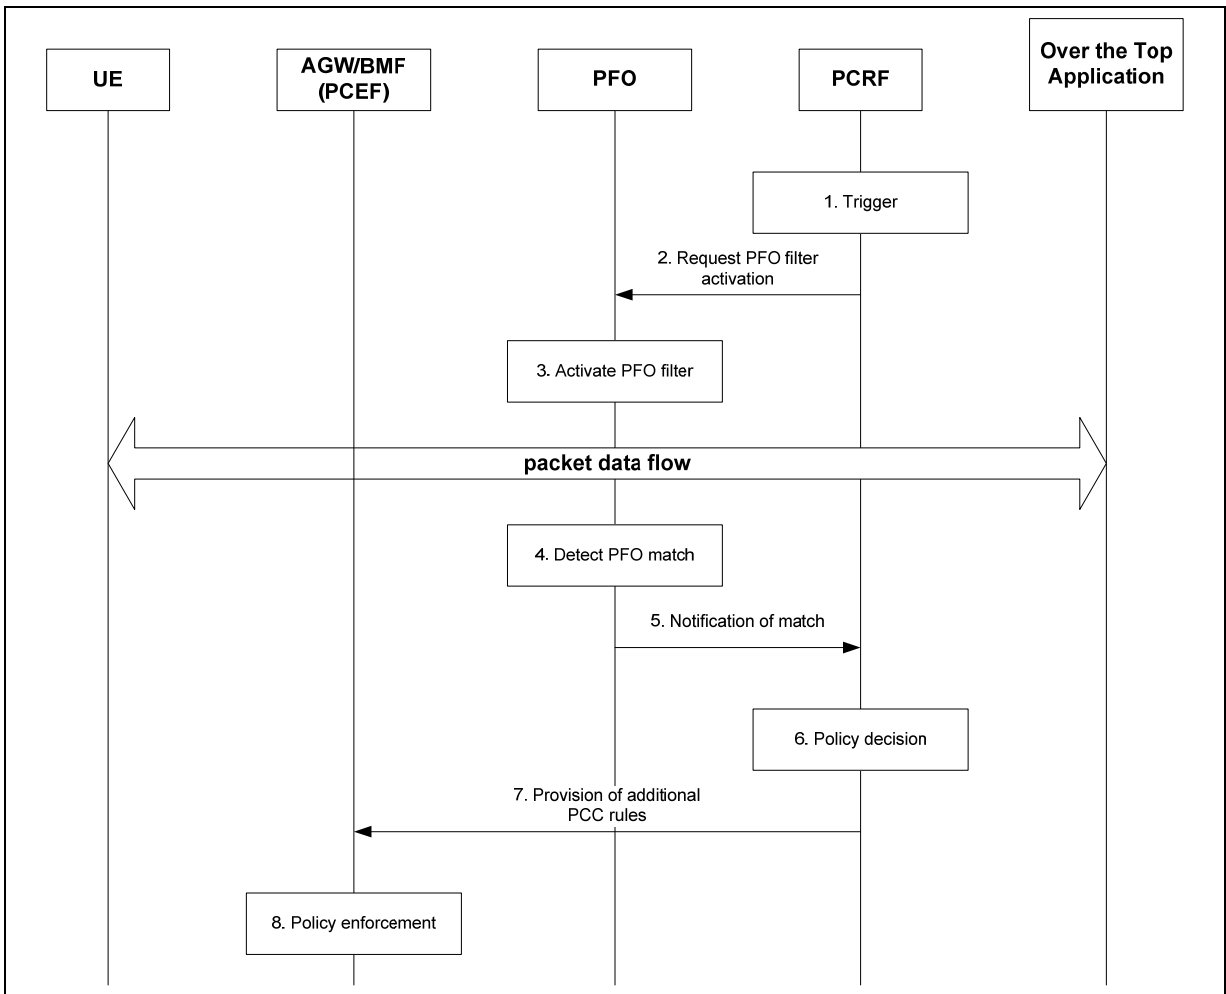 UE
AGW/BMF
(PCEF)
PFO
PCRF
Over the Top
Application
1. Trigger
2. Request PFO filter
activation
3. Activate PFO filter
packet data flow
4. Detect PFO match
5. Notification of match
6. Policy decision
7. Provision of additional
PCC rules
8. Policy enforcement